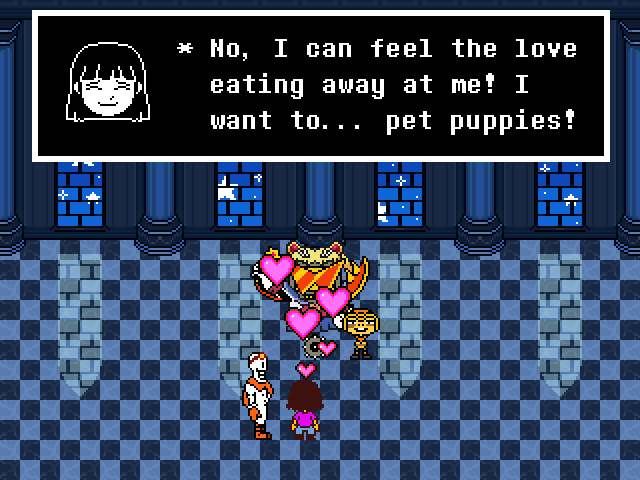 * No, I can feel the love
eating away at me! I
want to... pet puppies!